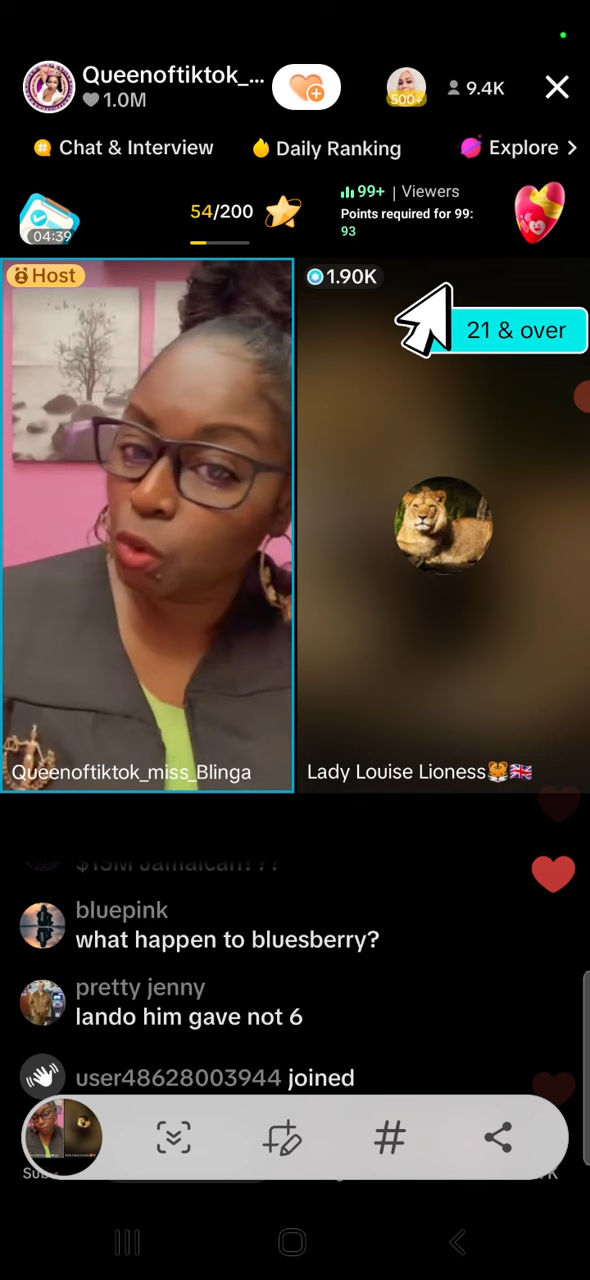 Queenoftiktok_...
1.0M
500+
9.4K
Chat & Interview
Daily Ranking
Explore
04:39
54/200
99+ | Viewers
Points required for 99:
93
Host
1.90K
21 & over
Queenoftiktok_miss_Blinga
Lady Louise Lioness🐯🇬🇧
$15M Jamaican???
bluepink
what happen to bluesberry?
pretty jenny
lando him gave not 6
user48628003944 joined